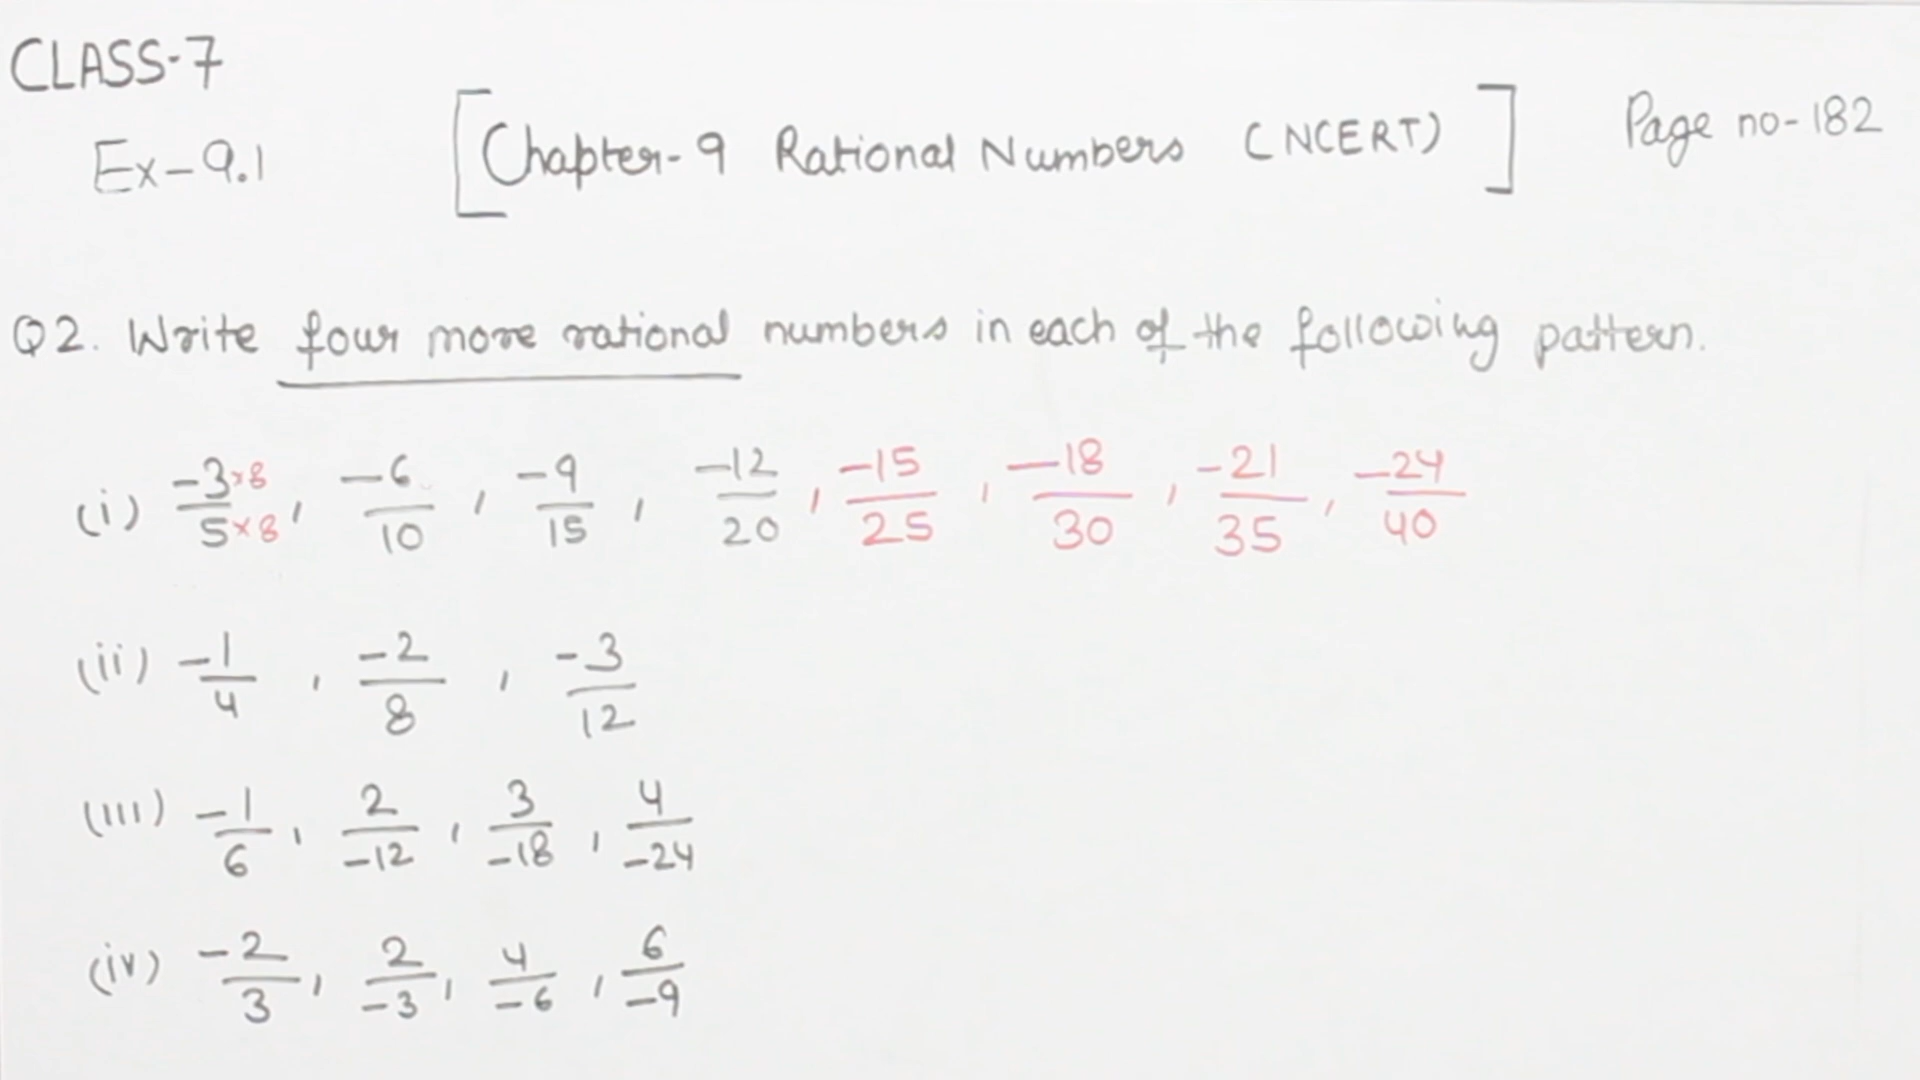 CLASS-7
Ex-9.1 [Chapter-9 Rational Numbers (NCERT)] Page no-182
Q2. Write four more rational numbers in each of the following pattern.
(i) -3×8/5×8, -6/10, -9/15, -12/20, -15/25, -18/30, -21/35, -24/40
(ii) -1/4, -2/8, -3/12
(iii) -1/6, 2/-12, 3/-18, 4/-24
(iv) -2/3, 2/-3, 4/-6, 6/-9